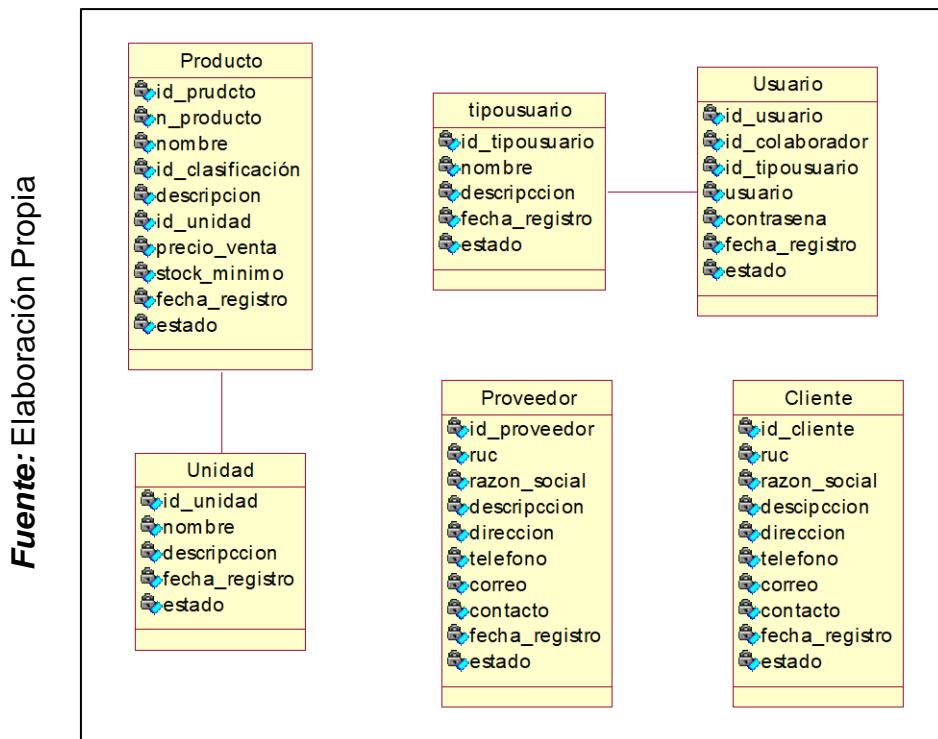 Fuente: Elaboración Propia
Producto
id_prudcto
n_producto
nombre
id_clasificación
descripcion
id_unidad
precio_venta
stock_minimo
fecha_registro
estado
tipousuario
id_tipousuario
nombre
descripccion
fecha_registro
estado
Usuario
id_usuario
id_colaborador
id_tipousuario
usuario
contrasena
fecha_registro
estado
Unidad
id_unidad
nombre
descripccion
fecha_registro
estado
Proveedor
id_proveedor
ruc
razon_social
descripccion
direccion
telefono
correo
contacto
fecha_registro
estado
Cliente
id_cliente
ruc
razon_social
descipccion
direccion
telefono
correo
contacto
fecha_registro
estado